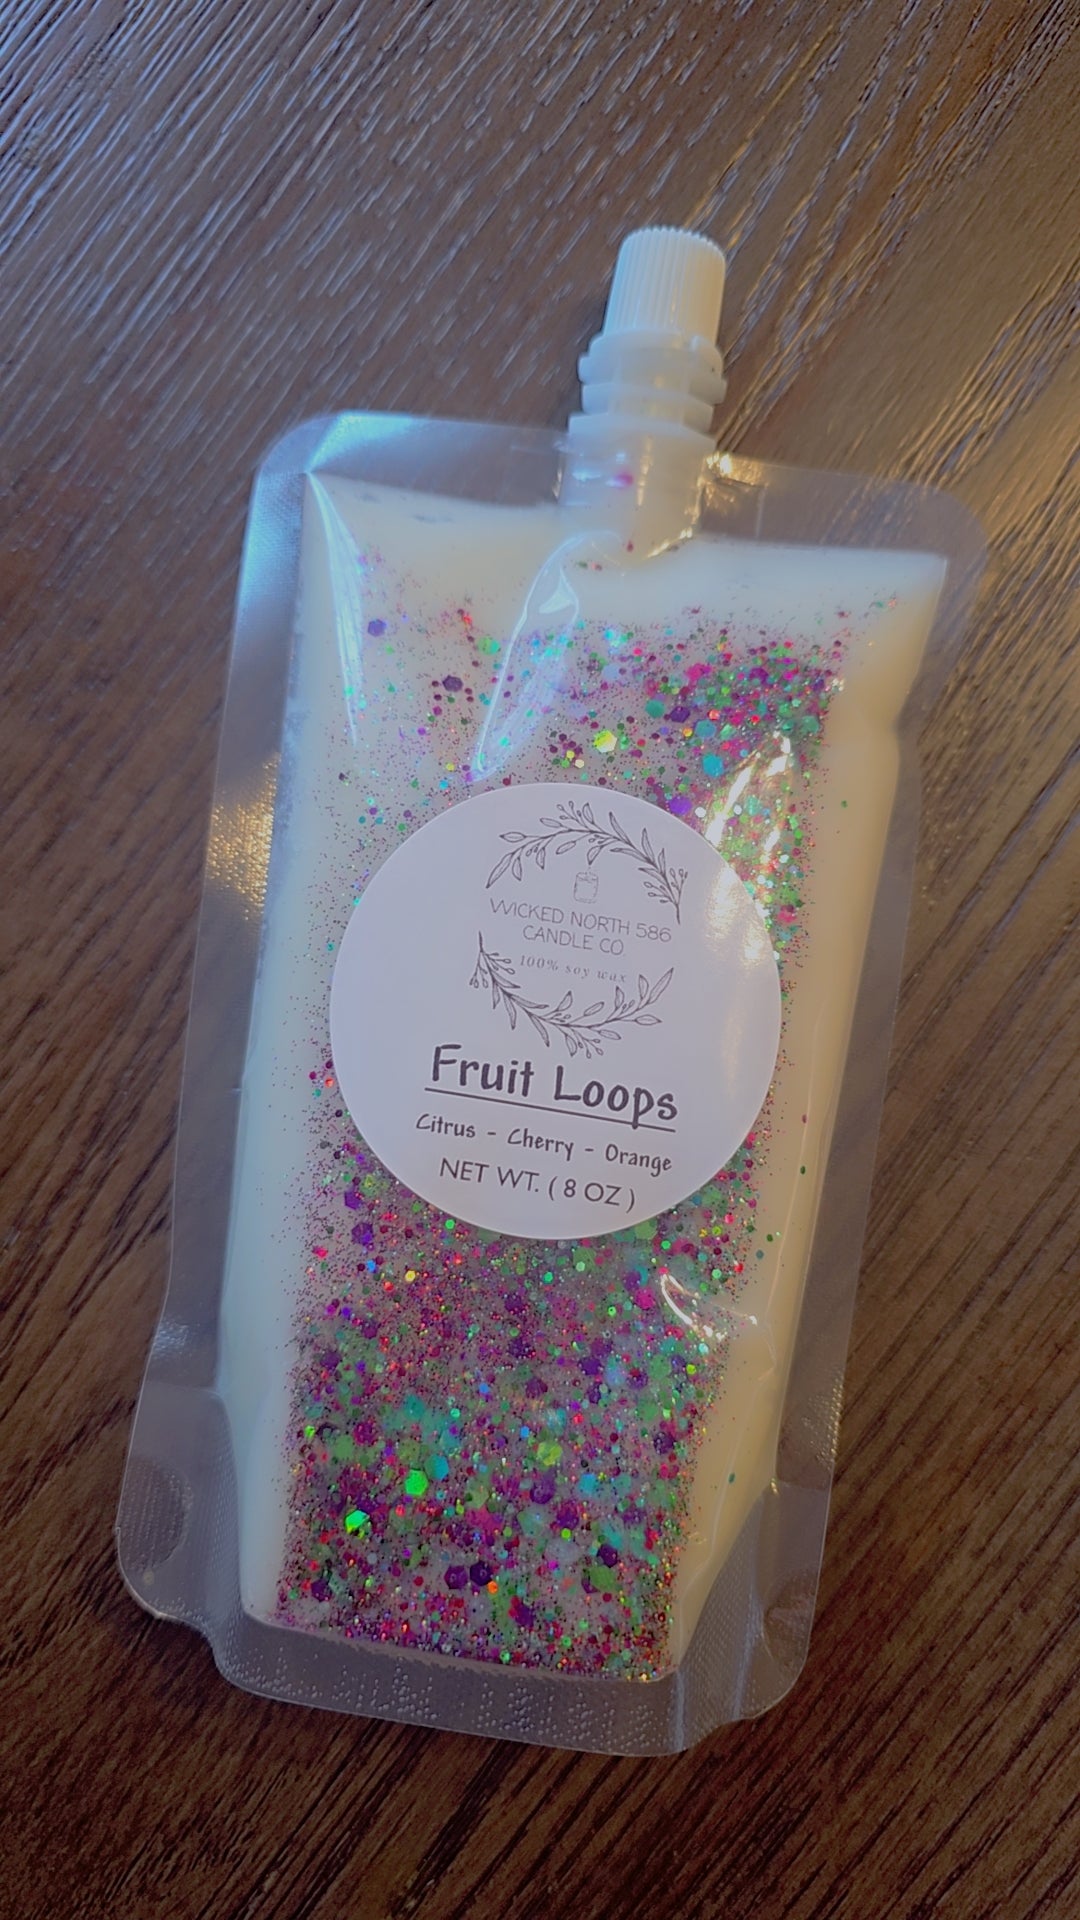 WICKED NORTH 586
CANDLE CO.
100% soy wax
Fruit Loops
Citrus - Cherry - Orange
NET WT. ( 8 OZ )